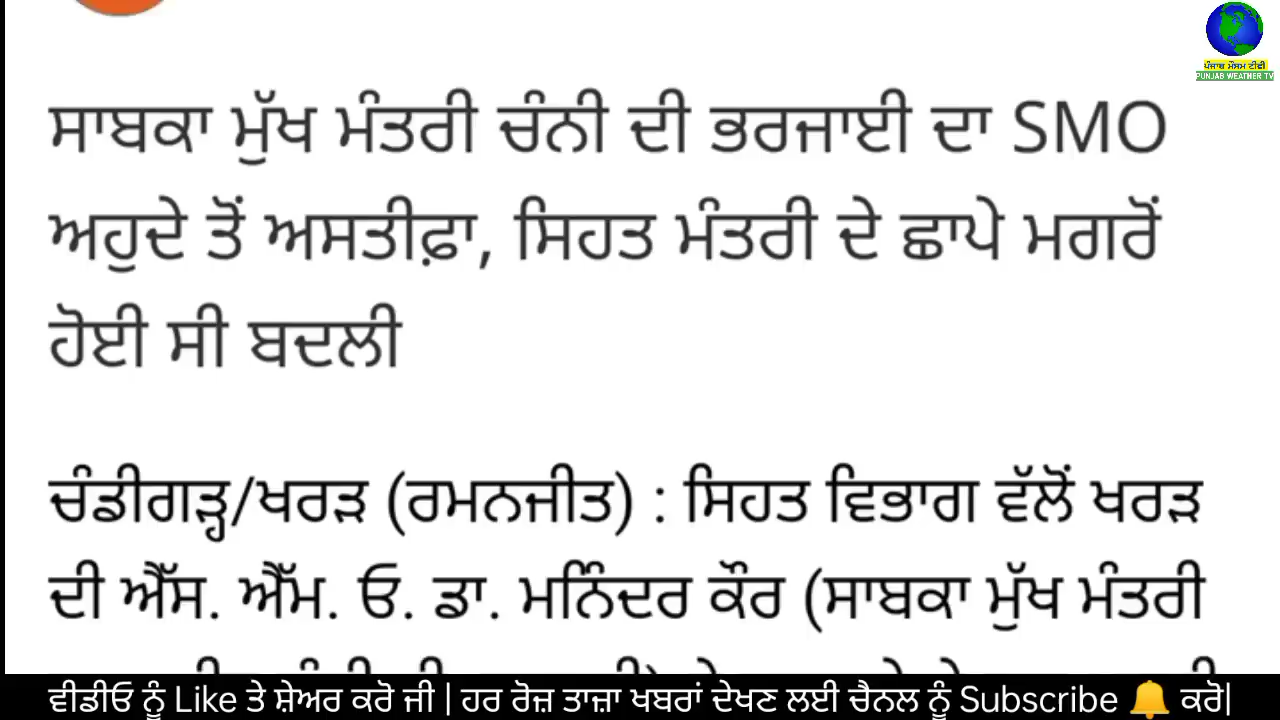 ਪੰਜਾਬ ਮੌਸਮ ਟੀਵੀ
PUNJAB WEATHER TV
ਸਾਬਕਾ ਮੁੱਖ ਮੰਤਰੀ ਚੰਨੀ ਦੀ ਭਰਜਾਈ ਦਾ SMO
ਅਹੁਦੇ ਤੋਂ ਅਸਤੀਫ਼ਾ, ਸਿਹਤ ਮੰਤਰੀ ਦੇ ਛਾਪੇ ਮਗਰੋਂ
ਹੋਈ ਸੀ ਬਦਲੀ
ਚੰਡੀਗੜ੍ਹ/ਖਰੜ (ਰਮਨਜੀਤ) : ਸਿਹਤ ਵਿਭਾਗ ਵੱਲੋਂ ਖਰੜ
ਦੀ ਐੱਸ. ਐੱਮ. ਓ. ਡਾ. ਮਨਿੰਦਰ ਕੌਰ (ਸਾਬਕਾ ਮੁੱਖ ਮੰਤਰੀ
ਵੀਡੀਓ ਨੂੰ Like ਤੇ ਸ਼ੇਅਰ ਕਰੋ ਜੀ | ਹਰ ਰੋਜ਼ ਤਾਜ਼ਾ ਖਬਰਾਂ ਦੇਖਣ ਲਈ ਚੈਨਲ ਨੂੰ Subscribe 🔔 ਕਰੋ|